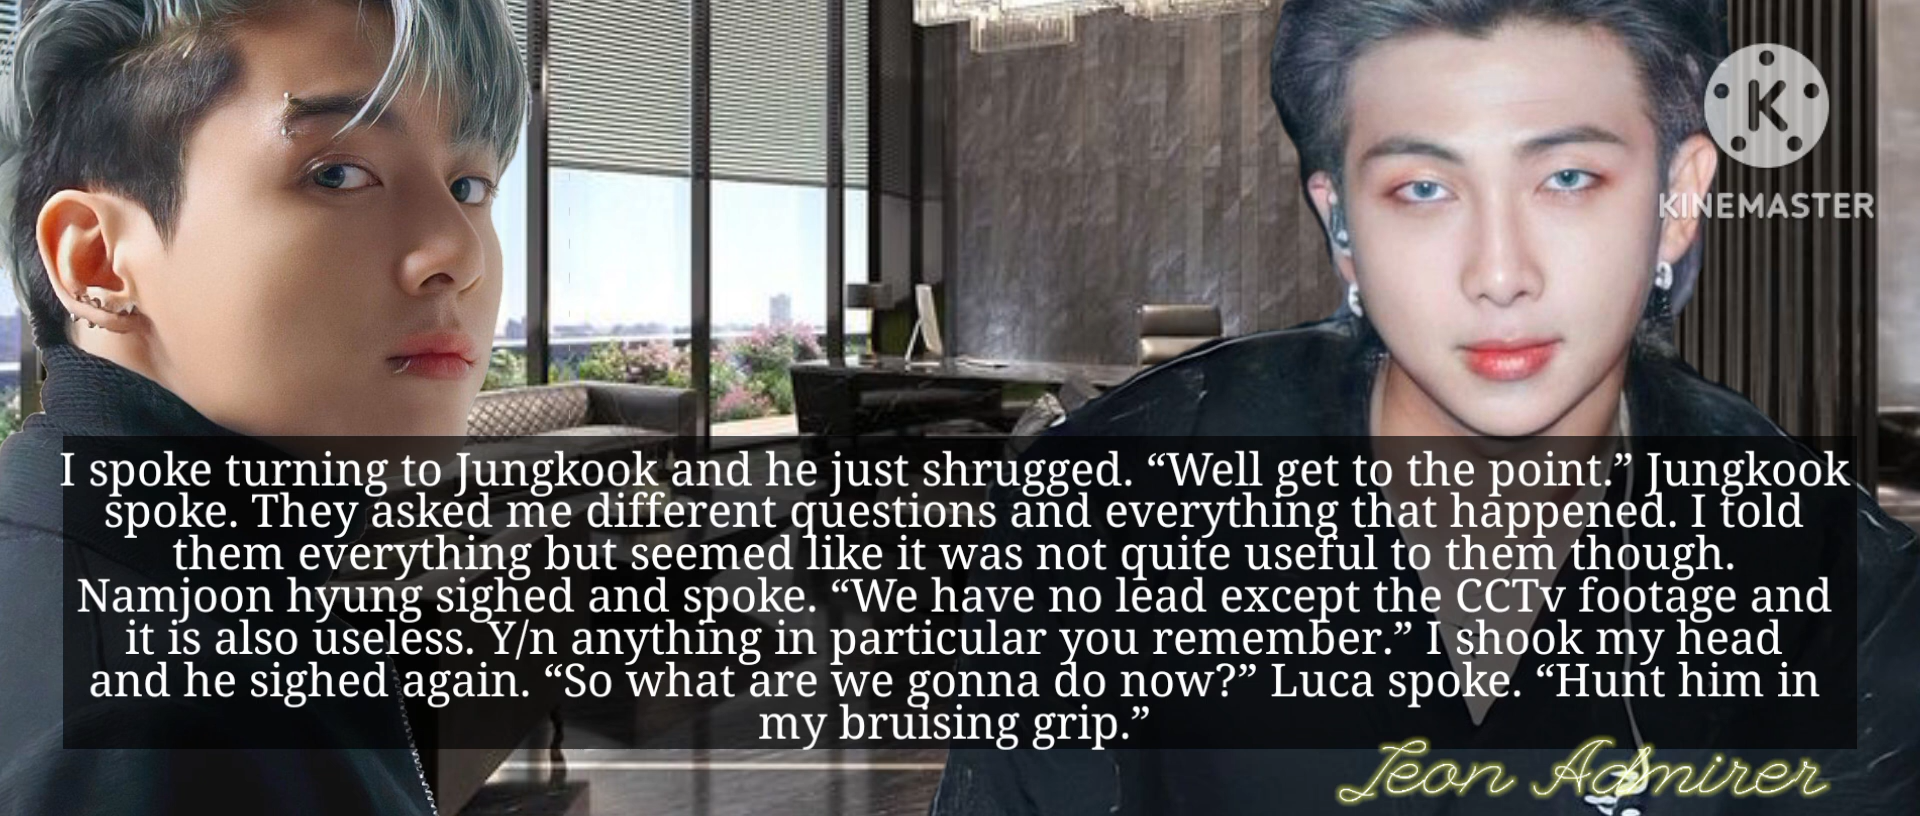 K
KINEMASTER
I spoke turning to Jungkook and he just shrugged. “Well get to the point.” Jungkook
spoke. They asked me different questions and everything that happened. I told
them everything but seemed like it was not quite useful to them though.
Namjoon hyung sighed and spoke. “We have no lead except the CCTv footage and
it is also useless. Y/n anything in particular you remember.” I shook my head
and he sighed again. “So what are we gonna do now?” Luca spoke. “Hunt him in
my bruising grip.”
Jeon Admirer